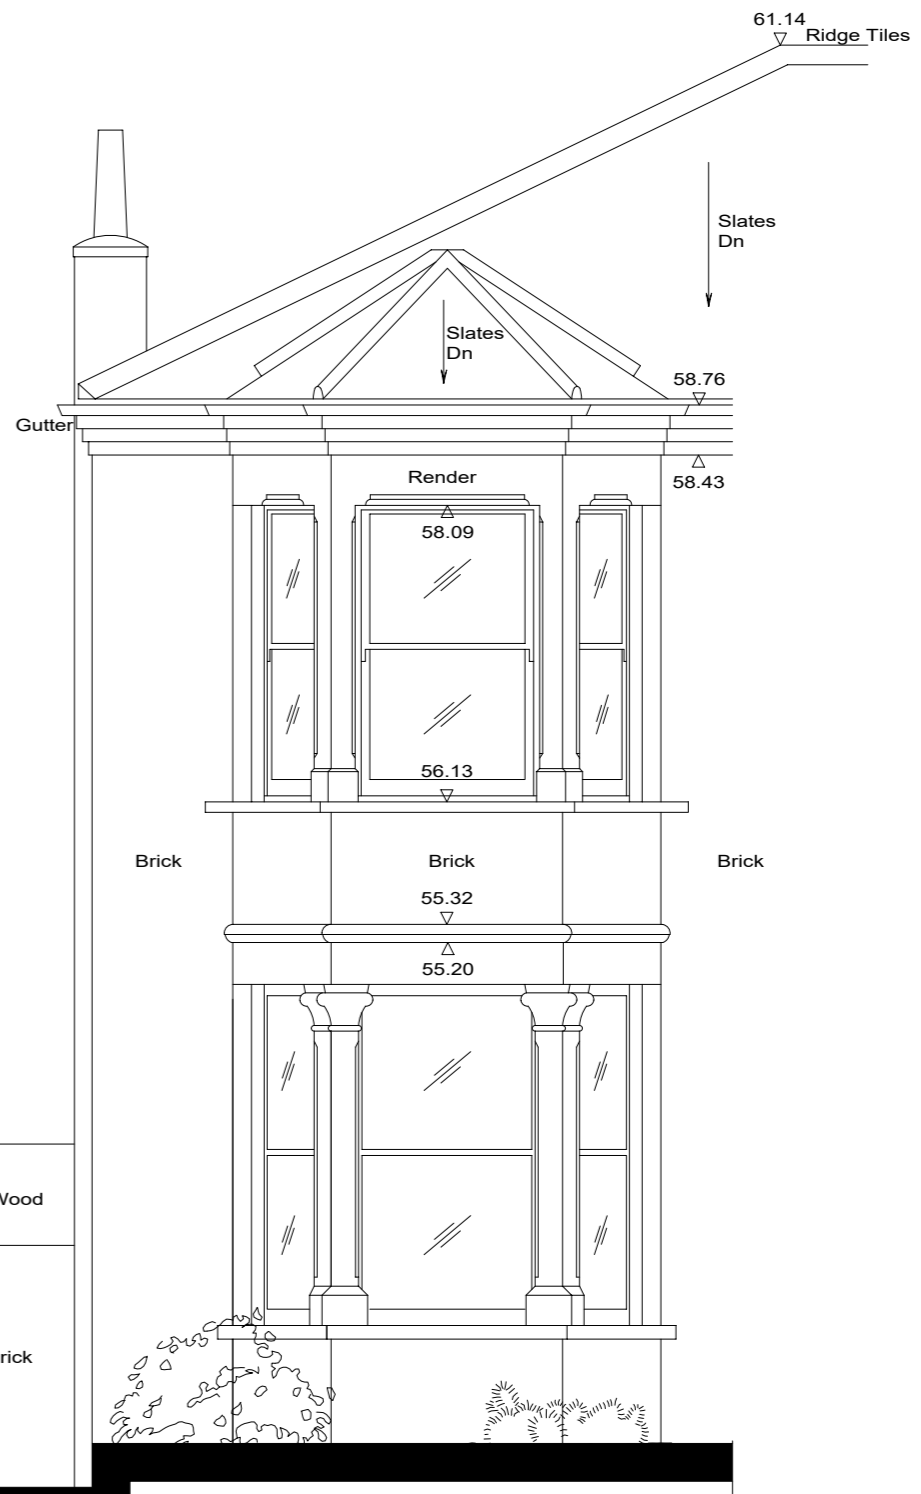 61.14
Ridge Tiles
Slates
Dn
Slates
Dn
58.76
Gutter
58.43
Render
58.09
56.13
Brick
Brick
Brick
55.32
55.20
Wood
rick